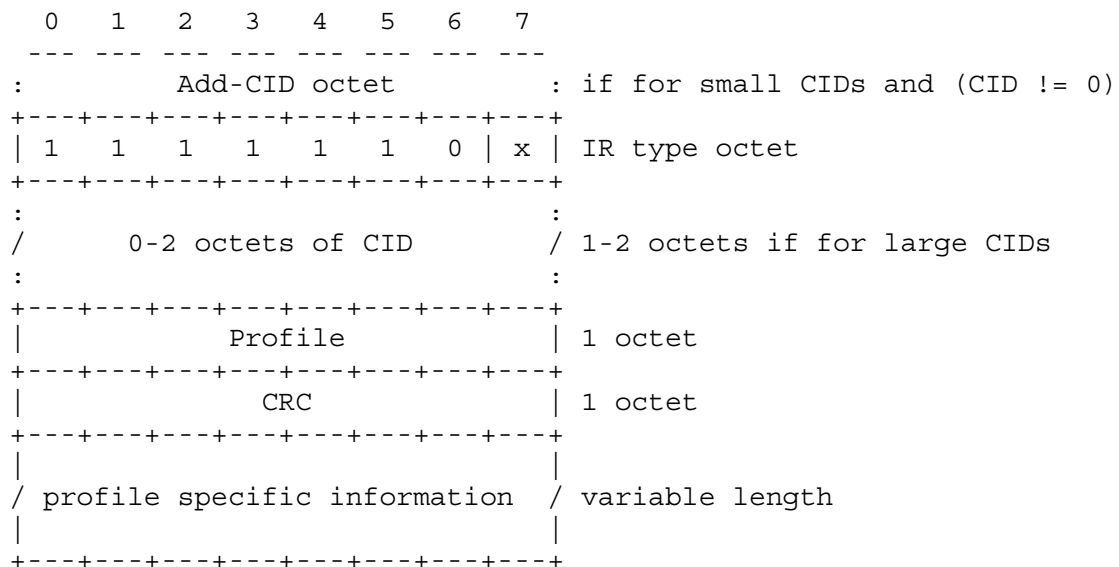 0   1   2   3   4   5   6   7
 --- --- --- --- --- --- --- ---
:         Add-CID octet         : if for small CIDs and (CID != 0)
+---+---+---+---+---+---+---+---+
| 1   1   1   1   1   1   0 | x | IR type octet
+---+---+---+---+---+---+---+---+
:                               :
/      0-2 octets of CID        / 1-2 octets if for large CIDs
:                               :
+---+---+---+---+---+---+---+---+
|            Profile            | 1 octet
+---+---+---+---+---+---+---+---+
|              CRC              | 1 octet
+---+---+---+---+---+---+---+---+
|                               |
/ profile specific information  / variable length
|                               |
+---+---+---+---+---+---+---+---+